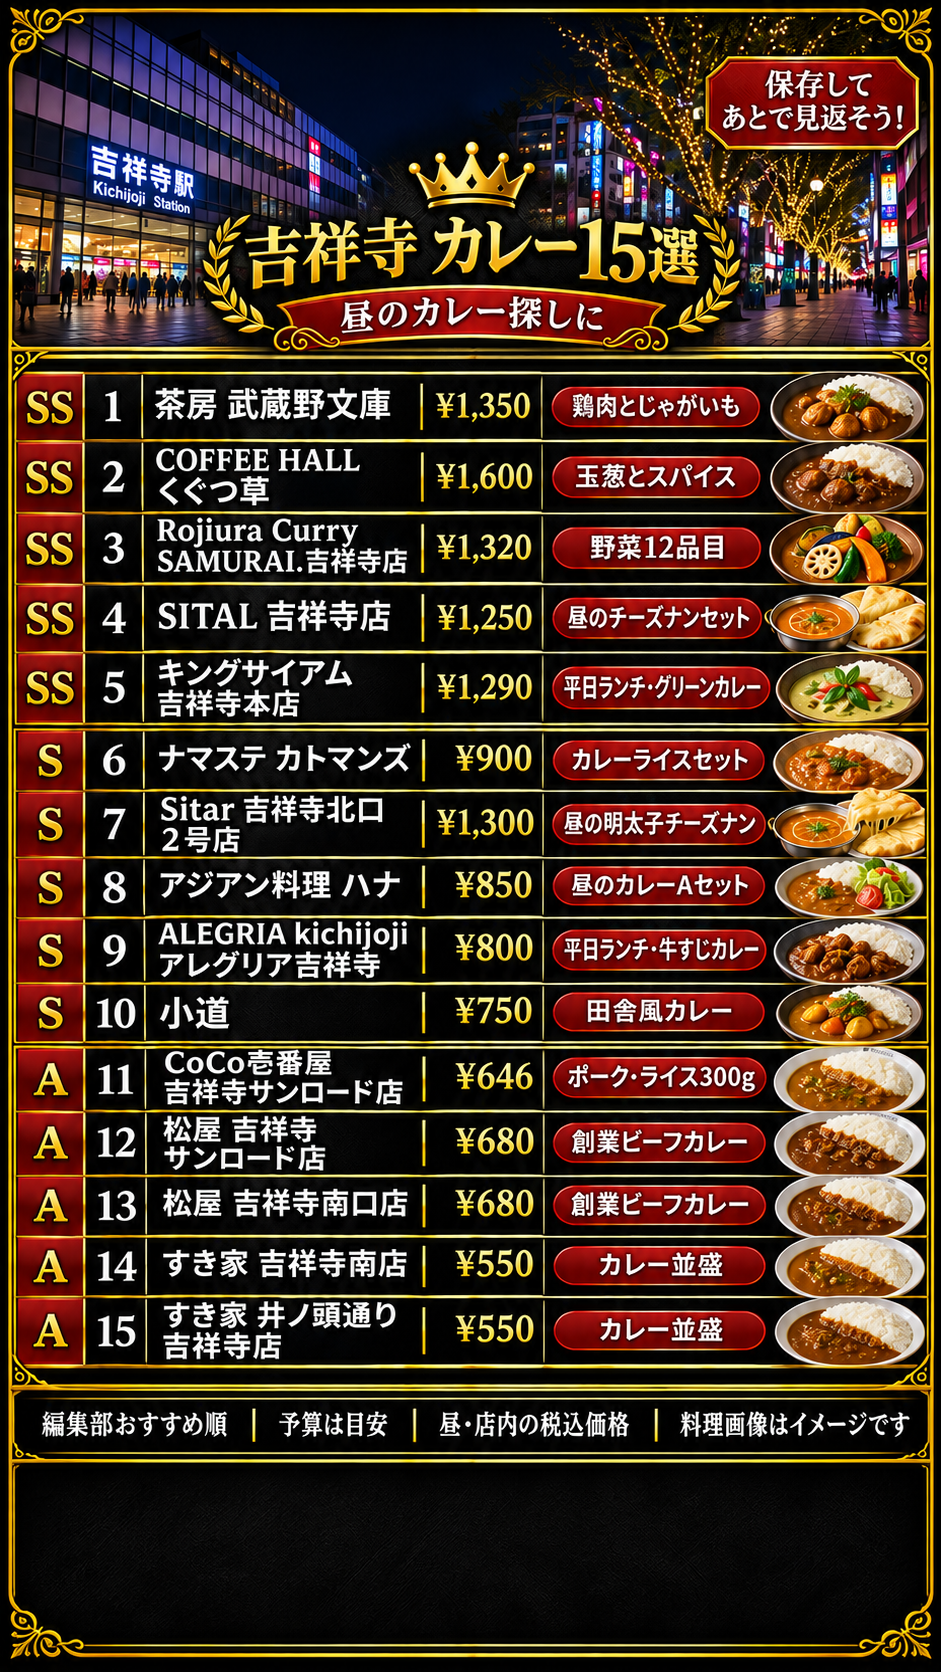 保存して
あとで見返そう!
吉祥寺駅
Kichijoji Station
吉祥寺 カレー15選
昼のカレー探しに
SS 1 茶房 武蔵野文庫 ¥1,350 鶏肉とじゃがいも
SS 2 COFFEE HALL
くぐつ草 ¥1,600 玉葱とスパイス
SS 3 Rojiura Curry
SAMURAI.吉祥寺店 ¥1,320 野菜12品目
SS 4 SITAL 吉祥寺店 ¥1,250 昼のチーズナンセット
SS 5 キングサイアム
吉祥寺本店 ¥1,290 平日ランチ・グリーンカレー
S 6 ナマステ カトマンズ ¥900 カレーライスセット
S 7 Sitar 吉祥寺北口
2号店 ¥1,300 昼の明太子チーズナン
S 8 アジアン料理 ハナ ¥850 昼のカレーAセット
S 9 ALEGRIA kichijoji
アレグリア吉祥寺 ¥800 平日ランチ・牛すじカレー
S 10 小道 ¥750 田舎風カレー
A 11 CoCo壱番屋
吉祥寺サンロード店 ¥646 ポーク・ライス300g
A 12 松屋 吉祥寺
サンロード店 ¥680 創業ビーフカレー
A 13 松屋 吉祥寺南口店 ¥680 創業ビーフカレー
A 14 すき家 吉祥寺南店 ¥550 カレー並盛
A 15 すき家 井ノ頭通り
吉祥寺店 ¥550 カレー並盛
編集部おすすめ順 | 予算は目安 | 昼・店内の税込価格 | 料理画像はイメージです